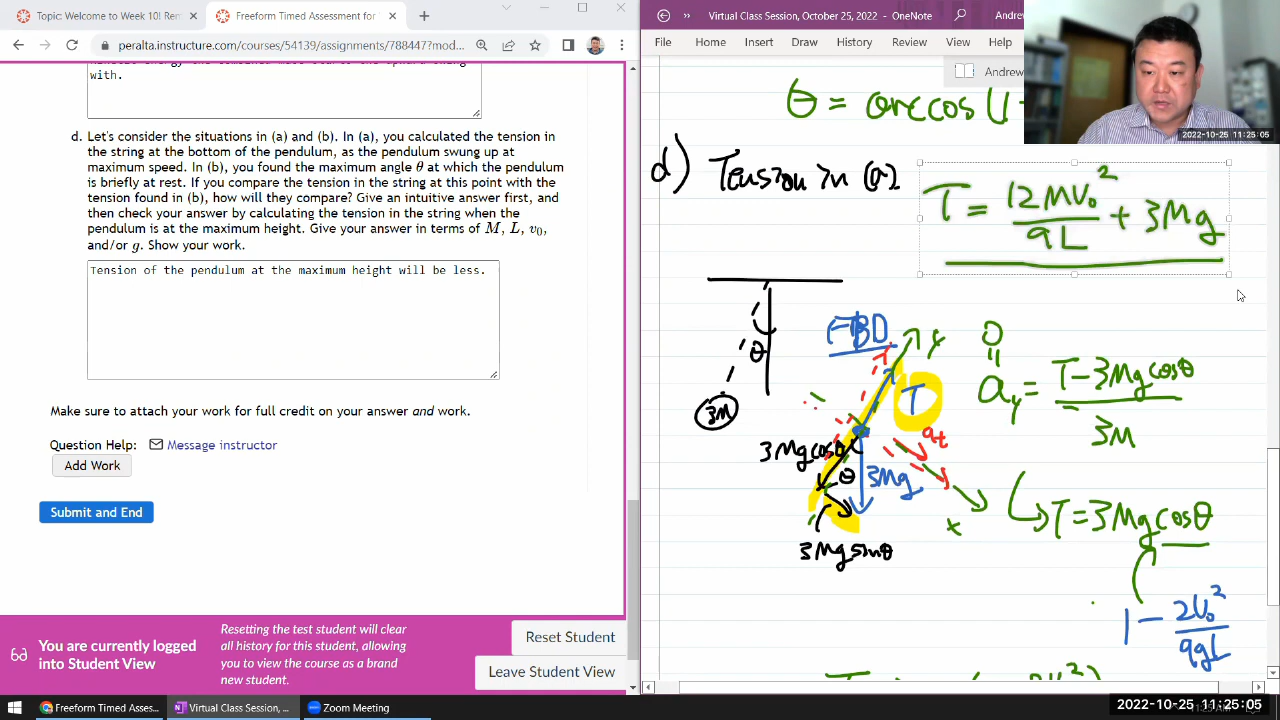 Topic: Welcome to Week 10! Rem
Freeform Timed Assessment for
peralta.instructure.com/courses/54139/assignments/788447?mod...
with.
d. Let's consider the situations in (a) and (b). In (a), you calculated the tension in
the string at the bottom of the pendulum, as the pendulum swung up at
maximum speed. In (b), you found the maximum angle θ at which the pendulum
is briefly at rest. If you compare the tension in the string at this point with the
tension found in (b), how will they compare? Give an intuitive answer first, and
then check your answer by calculating the tension in the string when the
pendulum is at the maximum height. Give your answer in terms of M, L, v₀,
and/or g. Show your work.
Tension of the pendulum at the maximum height will be less.
Make sure to attach your work for full credit on your answer and work.
Question Help: Message instructor
Add Work
Submit and End
You are currently logged
into Student View
Resetting the test student will clear
all history for this student, allowing
you to view the course as a brand
new student.
Reset Student
Leave Student View
Virtual Class Session, October 25, 2022 - OneNote
Andrew
File Home Insert Draw History Review View Help
Andrew
2022-10-25 11:25:05
θ = arccos(1-
d) Tension in (a)
T = 12MV₀² / 9L + 3Mg
θ
3M
FBD
y
T
at
3Mgcosθ
θ
3Mg
x
3Mgsinθ
0
=
ay = T-3Mgcosθ / 3M
T=3Mgcosθ
1 - 2V₀² / 9gL
Freeform Timed Asses...
Virtual Class Session, ...
Zoom Meeting
2022-10-25 11:25:05